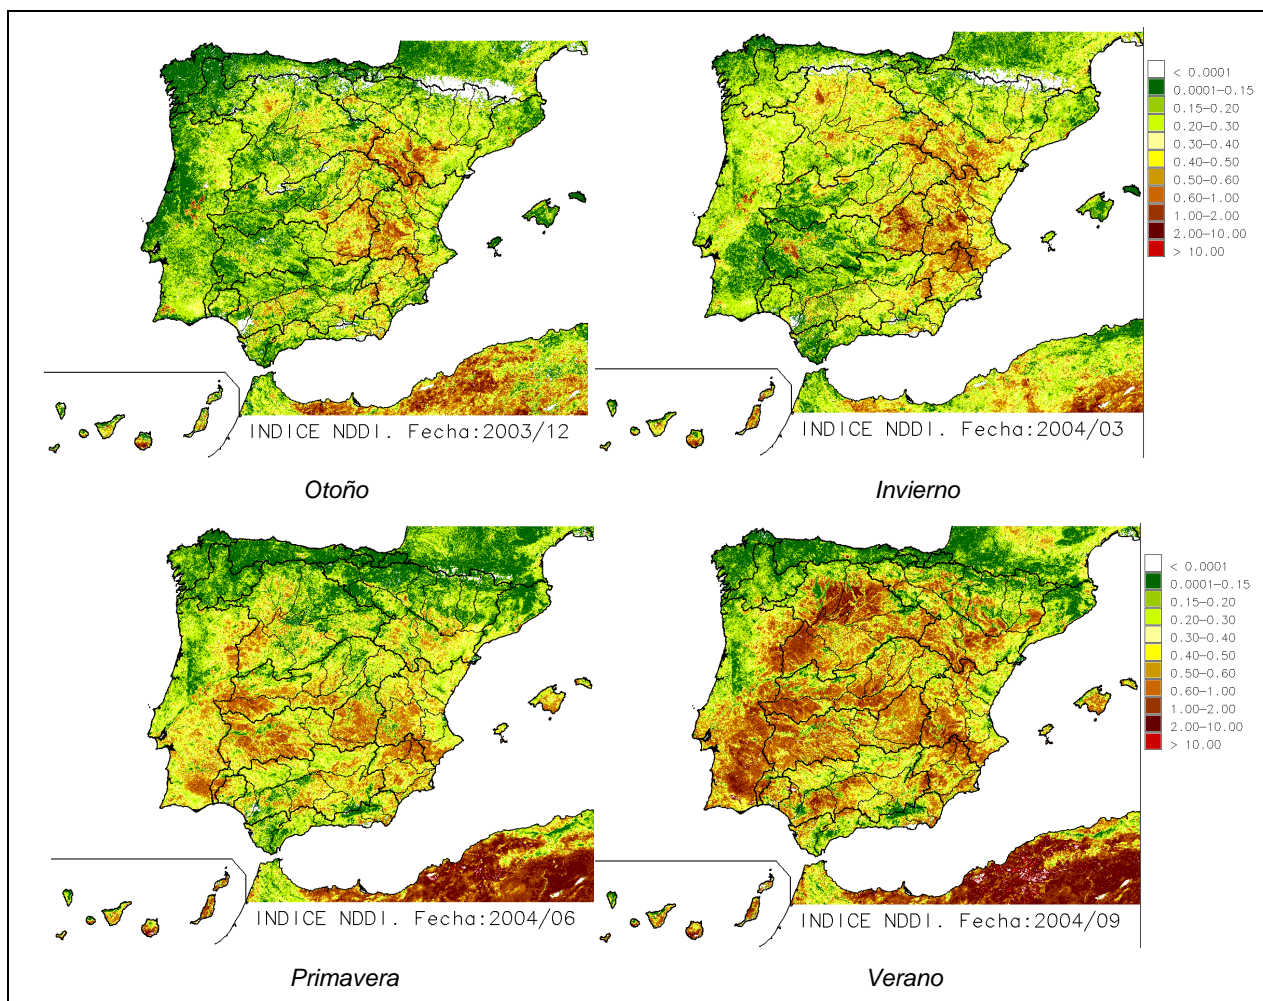 < 0.0001
0.0001–0.15
0.15–0.20
0.20–0.30
0.30–0.40
0.40–0.50
0.50–0.60
0.60–1.00
1.00–2.00
2.00–10.00
> 10.00
INDICE NDDI. Fecha:2003/12
INDICE NDDI. Fecha:2004/03
Otoño
Invierno
< 0.0001
0.0001–0.15
0.15–0.20
0.20–0.30
0.30–0.40
0.40–0.50
0.50–0.60
0.60–1.00
1.00–2.00
2.00–10.00
> 10.00
INDICE NDDI. Fecha:2004/06
INDICE NDDI. Fecha:2004/09
Primavera
Verano